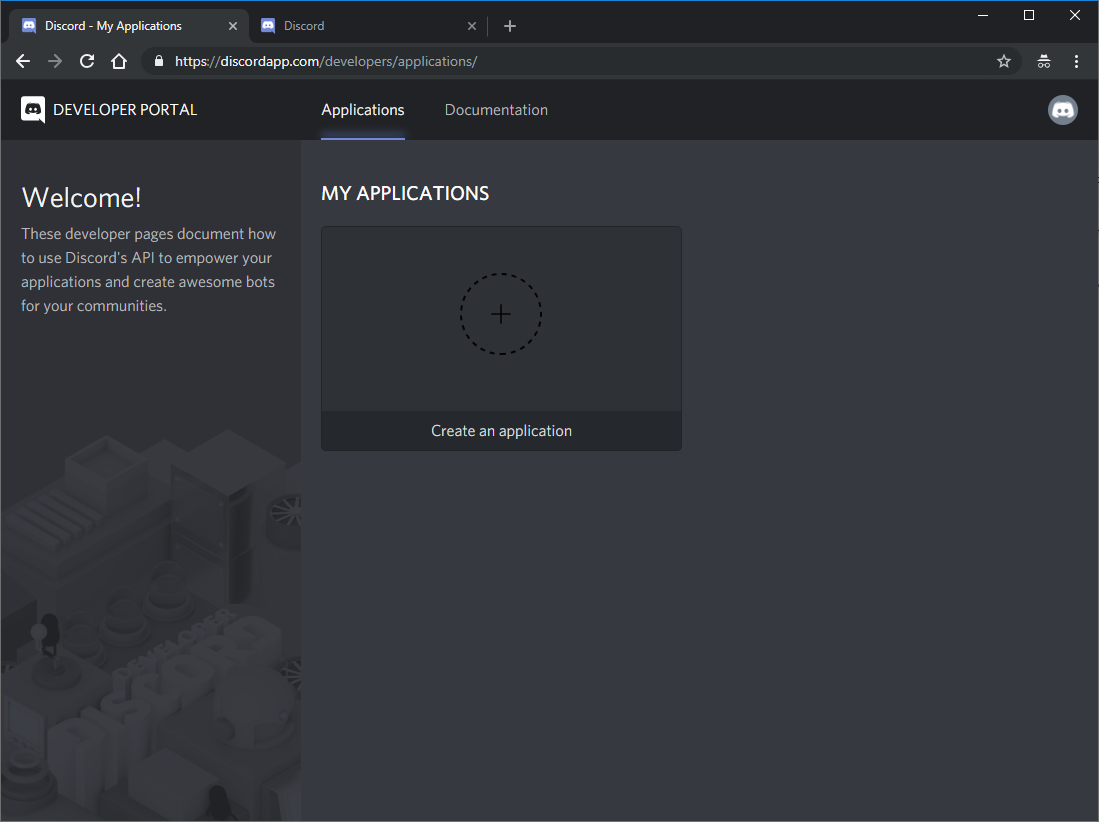 Discord - My Applications
Discord
https://discordapp.com/developers/applications/
DEVELOPER PORTAL
Applications
Documentation
Welcome!
These developer pages document how
to use Discord's API to empower your
applications and create awesome bots
for your communities.
MY APPLICATIONS
Create an application